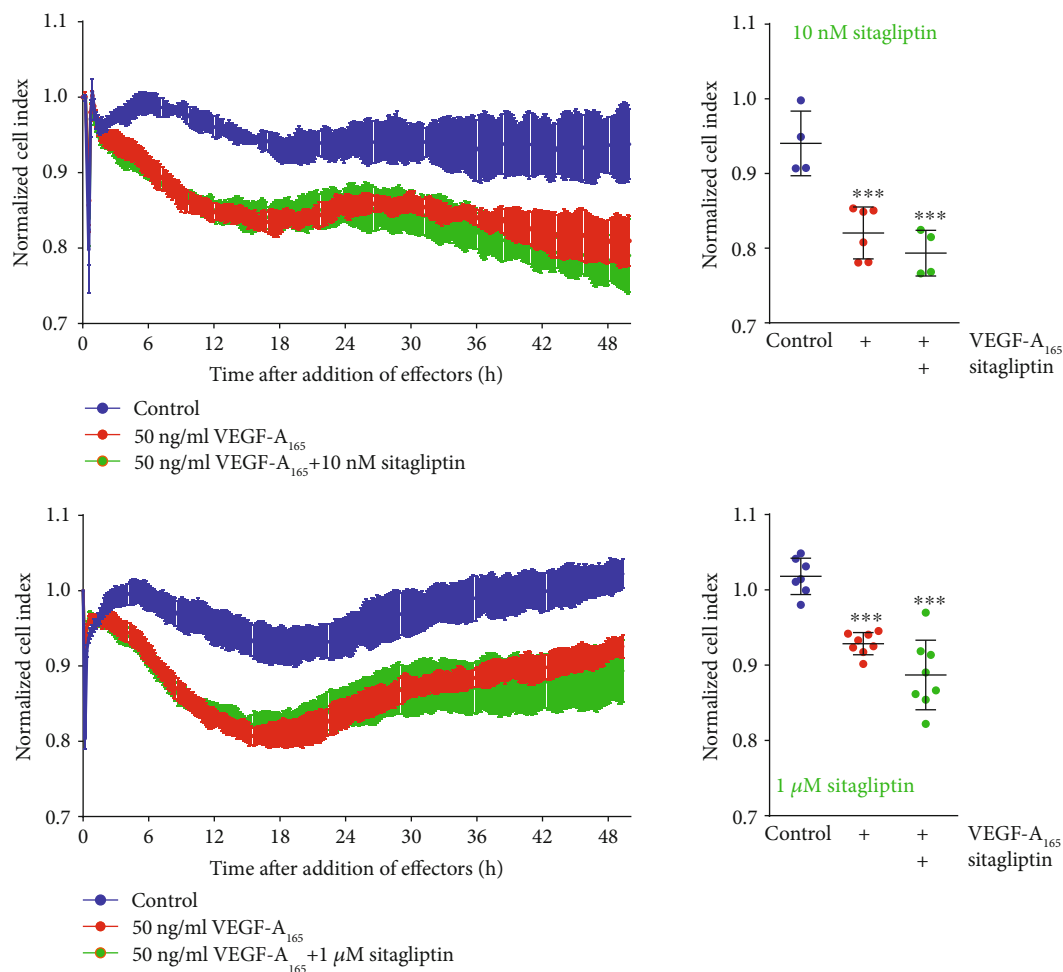 1.1
1.0
0.9
0.8
0.7
Normalized cell index
0 6 12 18 24 30 36 42 48
Time after addition of effectors (h)
Control
50 ng/ml VEGF-A165
50 ng/ml VEGF-A165+10 nM sitagliptin
1.1
1.0
0.9
0.8
0.7
Normalized cell index
10 nM sitagliptin
***
***
Control + + VEGF-A165
+ sitagliptin
1.1
1.0
0.9
0.8
0.7
Normalized cell index
0 6 12 18 24 30 36 42 48
Time after addition of effectors (h)
Control
50 ng/ml VEGF-A165
50 ng/ml VEGF-A165+1 μM sitagliptin
1.1
1.0
0.9
0.8
0.7
Normalized cell index
***
***
1 μM sitagliptin
Control + + VEGF-A165
+ sitagliptin